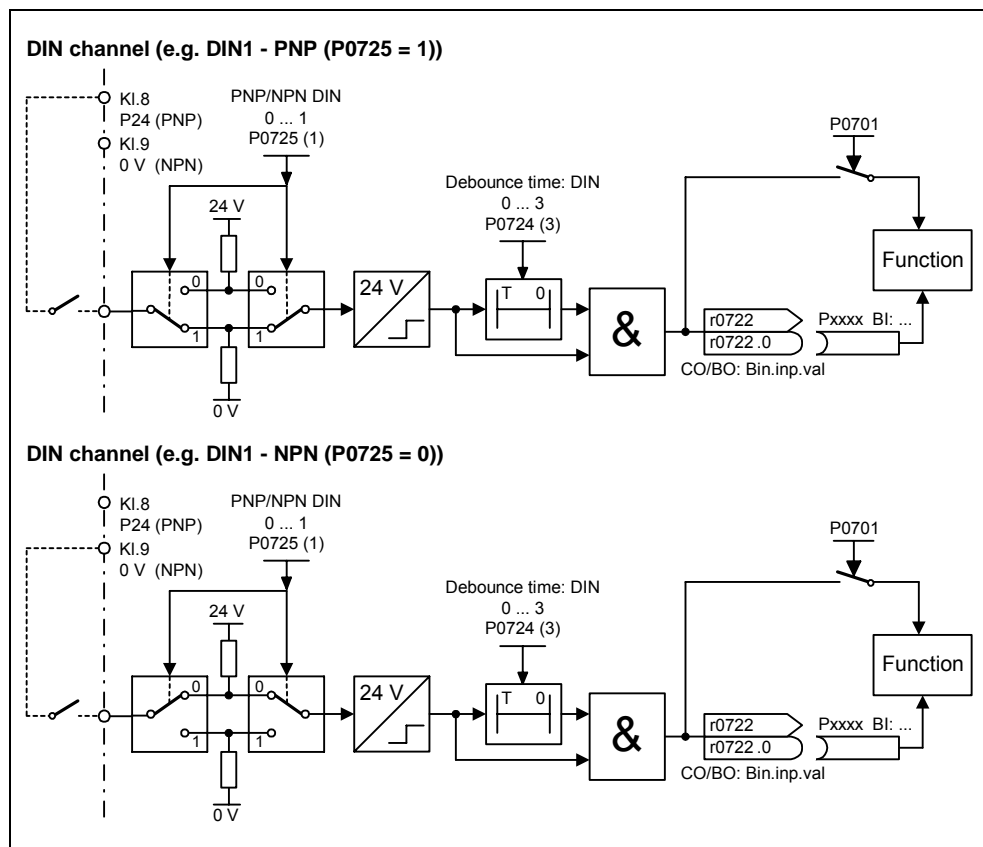 DIN channel (e.g. DIN1 - PNP (P0725 = 1))
Kl.8
P24 (PNP)
Kl.9
0 V (NPN)
PNP/NPN DIN
0 ... 1
P0725 (1)
24 V
0
0
1
1
0 V
24 V
Debounce time: DIN
0 ... 3
P0724 (3)
T 0
&
P0701
Function
r0722
r0722 .0
Pxxxx BI: ...
CO/BO: Bin.inp.val
DIN channel (e.g. DIN1 - NPN (P0725 = 0))
Kl.8
P24 (PNP)
Kl.9
0 V (NPN)
PNP/NPN DIN
0 ... 1
P0725 (1)
24 V
0
0
1
1
0 V
24 V
Debounce time: DIN
0 ... 3
P0724 (3)
T 0
&
P0701
Function
r0722
r0722 .0
Pxxxx BI: ...
CO/BO: Bin.inp.val